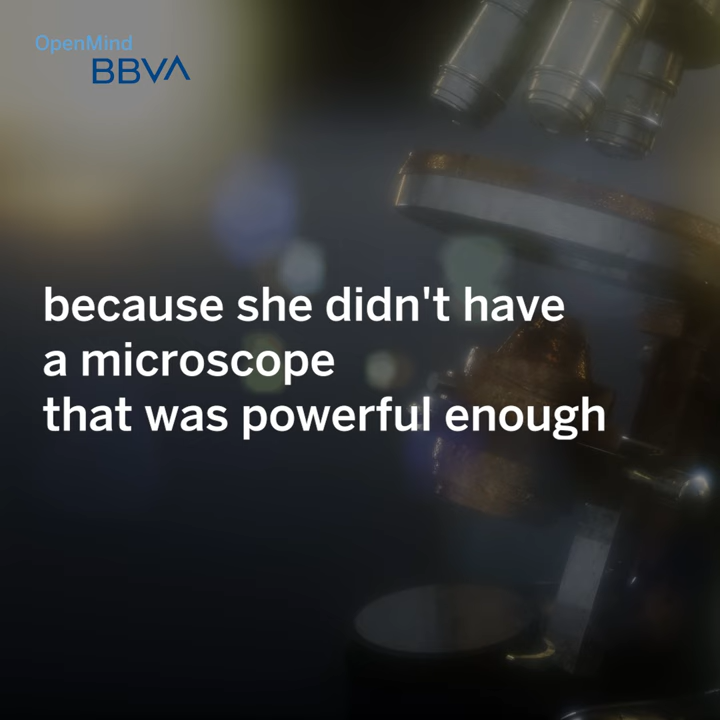 OpenMind
BBVA
because she didn't have
a microscope
that was powerful enough